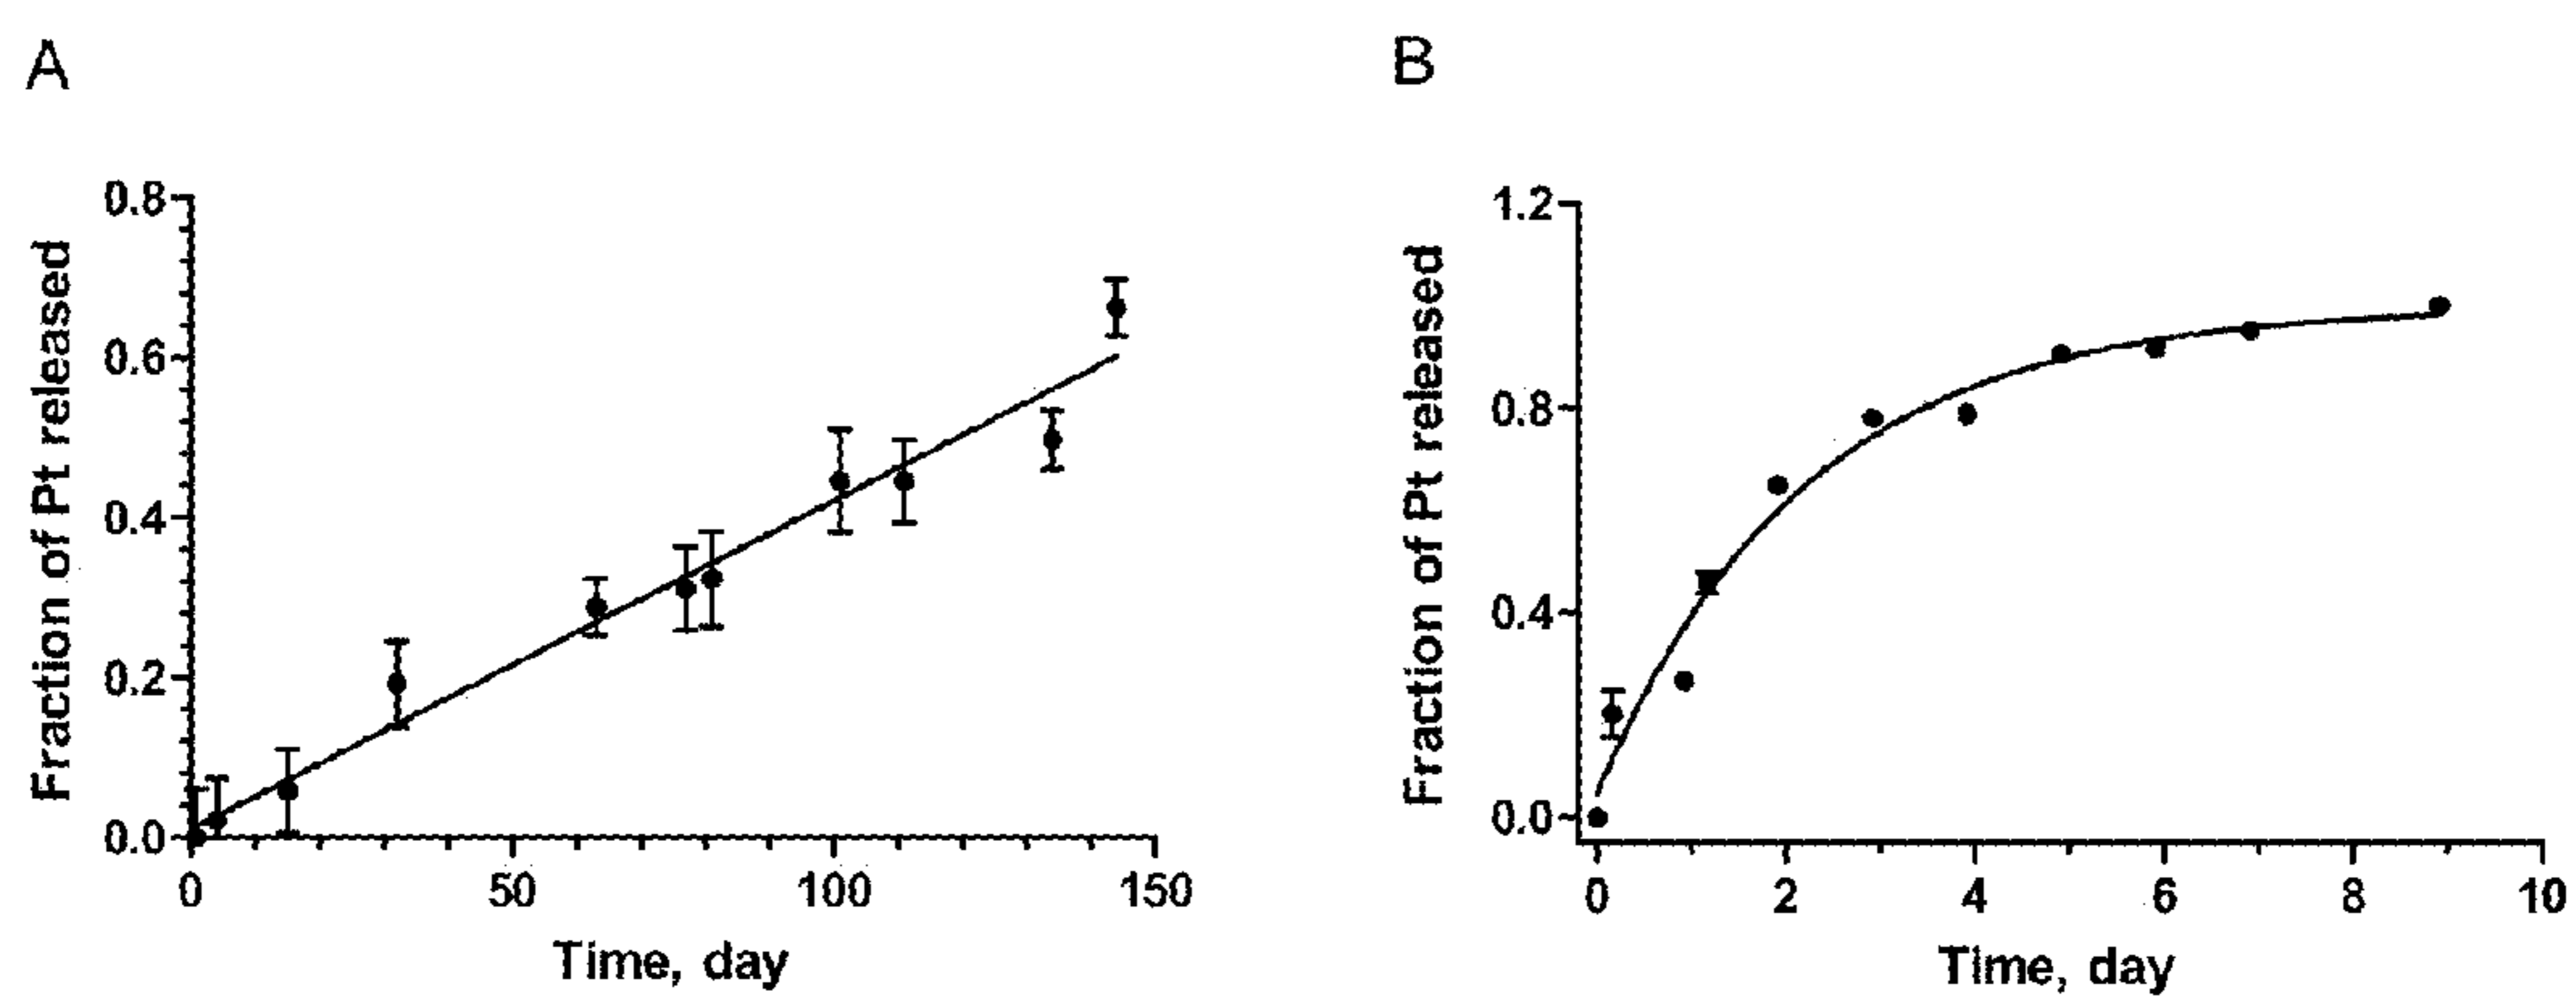 A
Fraction of Pt released
0.8
0.6
0.4
0.2
0.0
0 50 100 150
Time, day
B
Fraction of Pt released
1.2
0.8
0.4
0.0
0 2 4 6 8 10
Time, day